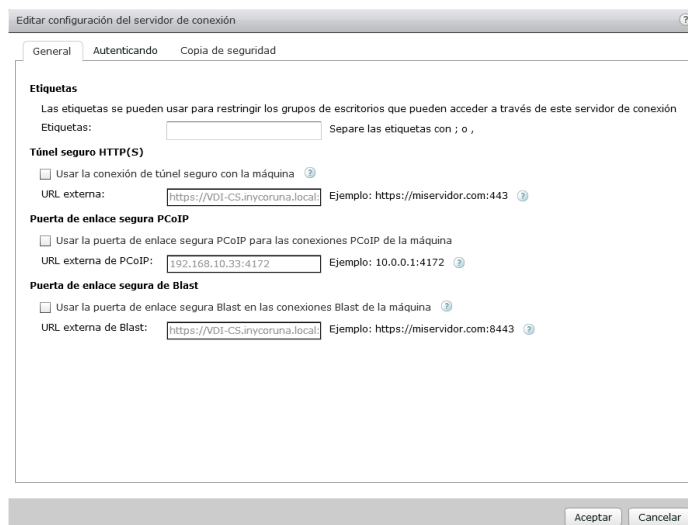 Editar configuración del servidor de conexión
General Autenticando Copia de seguridad
Etiquetas
Las etiquetas se pueden usar para restringir los grupos de escritorios que pueden acceder a través de este servidor de conexión
Etiquetas: Separe las etiquetas con ; o ,
Túnel seguro HTTP(S)
Usar la conexión de túnel seguro con la máquina ?
URL externa: https://VDI-CS.inycoruna.local: Ejemplo: https://miservidor.com:443 ?
Puerta de enlace segura PCoIP
Usar la puerta de enlace segura PCoIP para las conexiones PCoIP de la máquina
URL externa de PCoIP: 192.168.10.33:4172 Ejemplo: 10.0.0.1:4172 ?
Puerta de enlace segura de Blast
Usar la puerta de enlace segura Blast en las conexiones Blast de la máquina ?
URL externa de Blast: https://VDI-CS.inycoruna.local: Ejemplo: https://miservidor.com:8443 ?
Aceptar Cancelar